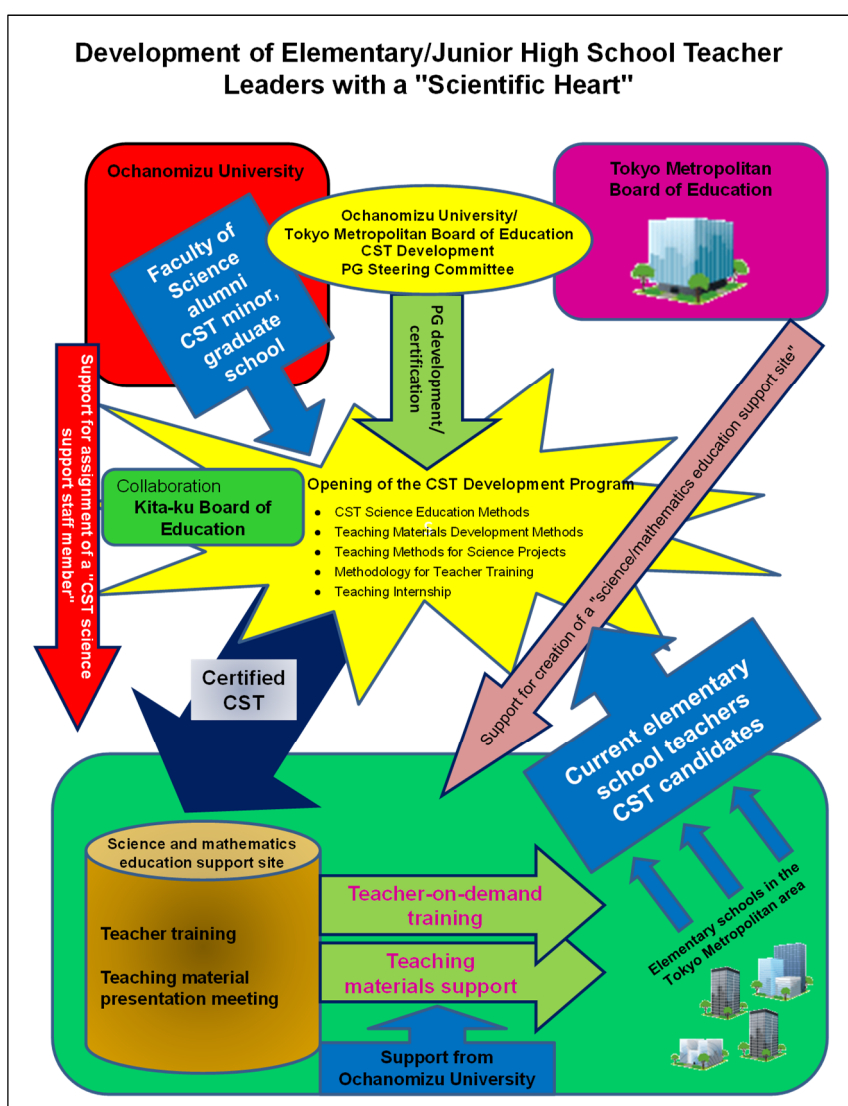 Development of Elementary/Junior High School Teacher
Leaders with a "Scientific Heart"
Ochanomizu University
Tokyo Metropolitan
Board of Education
Ochanomizu University/
Tokyo Metropolitan Board of Education
CST Development
PG Steering Committee
Faculty of
Science
alumni
CST minor,
graduate
school
PG development/
certification
Support for assignment of a "CST science
support staff member"
Support for creation of a "science/mathematics education support site"
Collaboration
Kita-ku Board of
Education
Opening of the CST Development Program
● CST Science Education Methods
● Teaching Materials Development Methods
● Teaching Methods for Science Projects
● Methodology for Teacher Training
● Teaching Internship
Certified
CST
Current elementary
school teachers
CST candidates
Science and mathematics
education support site
Teacher training
Teaching material
presentation meeting
Teacher-on-demand
training
Teaching
materials support
Support from
Ochanomizu University
Elementary schools in the
Tokyo Metropolitan area